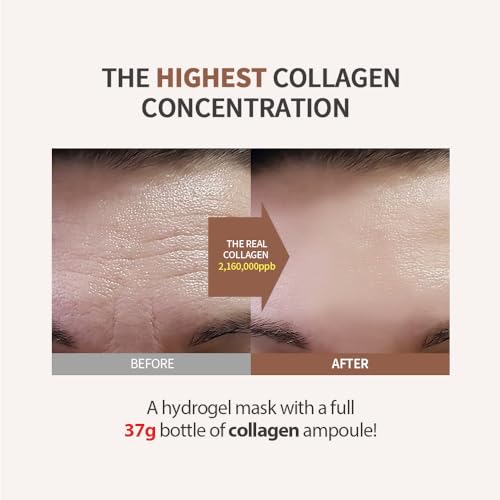 THE HIGHEST COLLAGEN
CONCENTRATION
THE REAL
COLLAGEN
2,160,000ppb
BEFORE
AFTER
A hydrogel mask with a full
37g bottle of collagen ampoule!